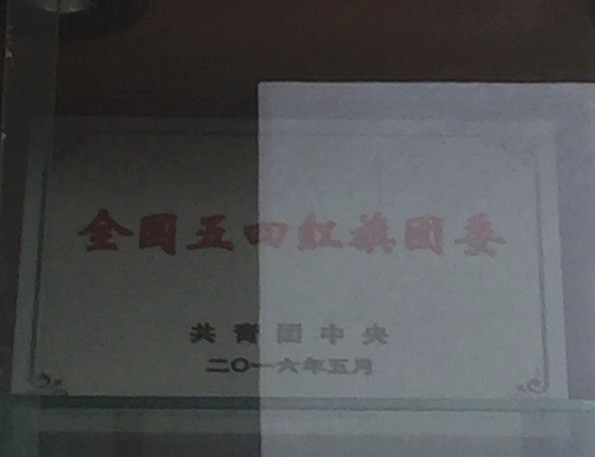 全国五四红旗团委
共青团中央
二〇一六年五月